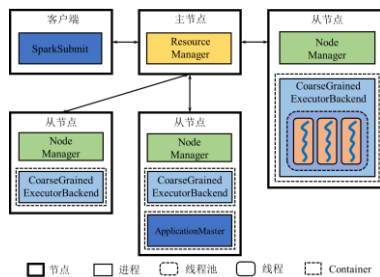 客户端
SparkSubmit
主节点
Resource
Manager
从节点
Node
Manager
CoarseGrained
ExecutorBackend
从节点
Node
Manager
CoarseGrained
ExecutorBackend
从节点
Node
Manager
CoarseGrained
ExecutorBackend
ApplicationMaster
节点
进程
线程池
线程
Container